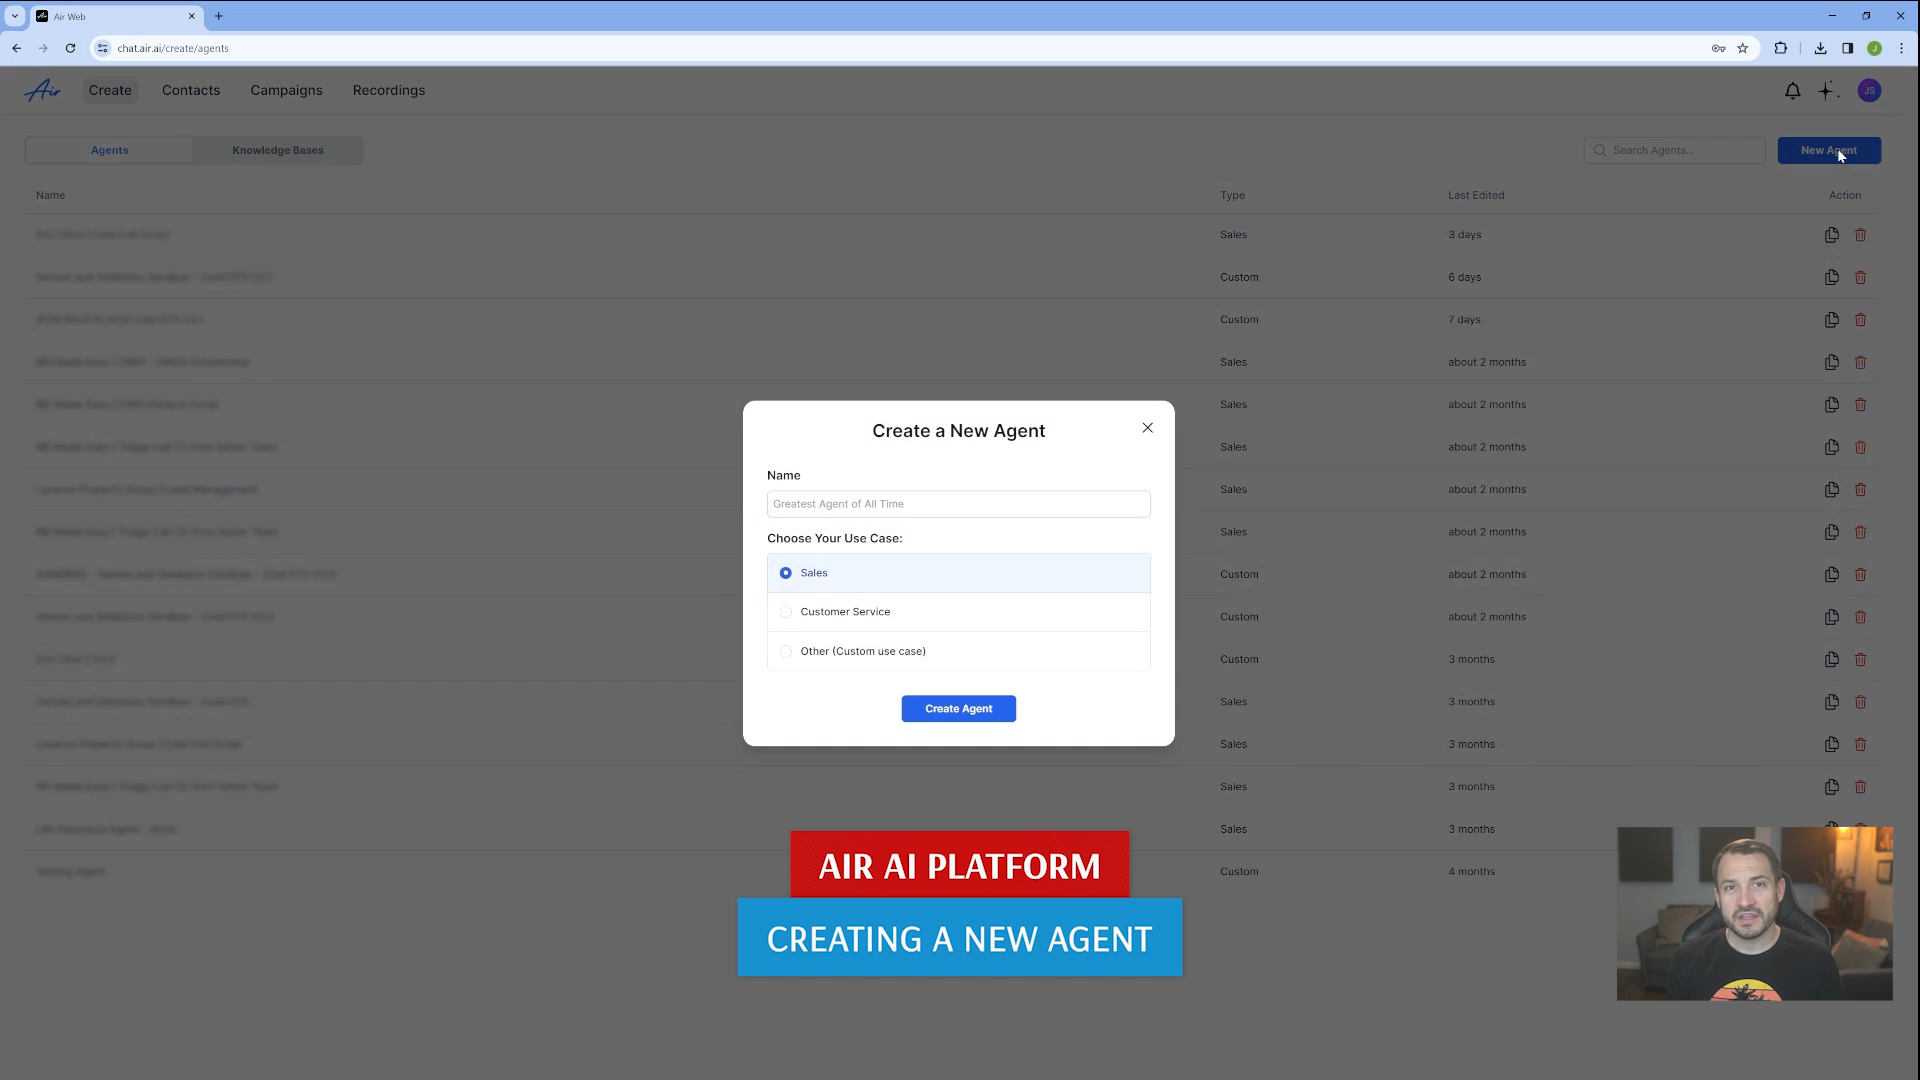 Air Web
chat.air.ai/create/agents
J
Air
Create
Contacts
Campaigns
Recordings
JS
Agents
Knowledge Bases
Search Agents...
New Agent
Name Type Last Edited Action
Sales 3 days
Custom 6 days
Custom 7 days
Sales about 2 months
Sales about 2 months
Sales about 2 months
Sales about 2 months
Sales about 2 months
Custom about 2 months
Custom about 2 months
Custom 3 months
Sales 3 months
Sales 3 months
Sales 3 months
Sales 3 months
Custom 4 months
Create a New Agent
Name
Greatest Agent of All Time
Choose Your Use Case:
Sales
Customer Service
Other (Custom use case)
Create Agent
AIR AI PLATFORM
CREATING A NEW AGENT